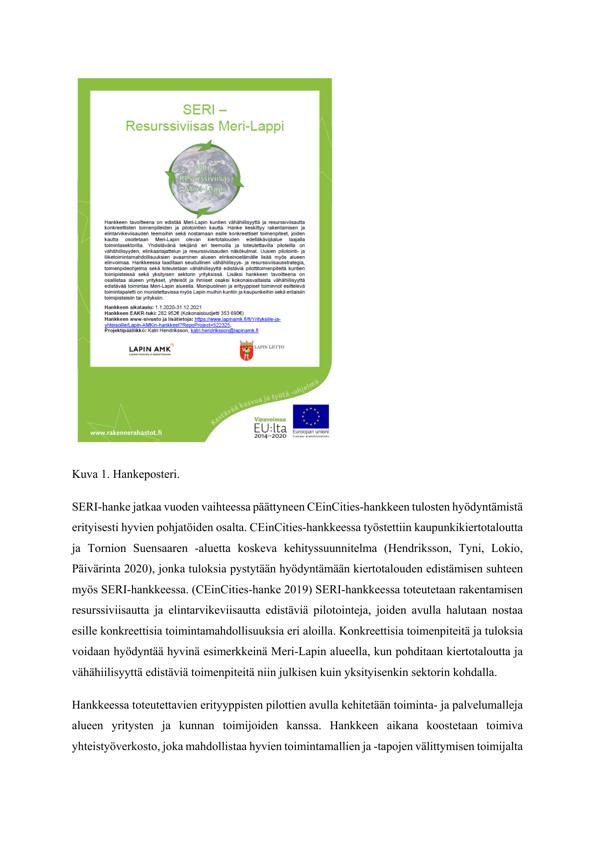 SERI –
Resurssiviisas Meri-Lappi
SERI
Resurssiviisas
Meri-Lappi
Hankkeen tavoitteena on edistää Meri-Lapin kuntien vähähiilisyyttä ja resurssiviisautta
konkreettisten toimenpiteiden ja pilotointien kautta. Hanke keskittyy rakentamisen ja
elintarvikeviisauden teemoihin sekä nostamaan esille konkreettiset toimenpiteet, joiden
kautta osoitetaan Meri-Lapin olevan kiertotalouden edelläkävijäalue laajalla
toimintasektorilla. Yhdistävänä tekijänä eri teemoilla ja toteutettavilla piloteilla on
vähähiilisyyden, elinkaariajattelun ja resurssiviisauden näkökulmat. Uusien pilotointi- ja
liiketoimintamahdollisuuksien avaaminen alueen elinkeinoelämälle lisää myös alueen
elinvoimaa. Hankkeessa laaditaan seudullinen vähähiilisyys- ja resurssiviisausstrategia,
toimenpideohjelma sekä toteutetaan vähähiilisyyttä edistäviä pilottitoimenpiteitä kuntien
toimipisteissä sekä yksityisen sektorin yrityksissä. Lisäksi hankkeen tavoitteena on
osallistaa alueen yritykset, yhteisöt ja ihmiset osaksi kokonaisvaltaista vähähiilisyyttä
edistävää toimintaa Meri-Lapin alueella. Monipuolinen ja erityyppiset toiminnot esittelevä
toimintapaletti on monistettavissa myös Lapin muihin kuntiin ja kaupunkeihin sekä erilaisiin
toimipisteisiin tai yrityksiin.
Hankkeen aikataulu: 1.1.2020-31.12.2021
Hankkeen EAKR-tuki: 282 952€ (Kokonaisbudjetti 353 690€)
Hankkeen www-sivusto ja lisätietoja: https://www.lapinamk.fi/fi/Yrityksille-ja-
yhteisoille/Lapin-AMKin-hankkeet?RepoProject=522325,
Projektipäällikkö: Katri Hendriksson, katri.hendriksson@lapinamk.fi
LAPIN AMK
LAPIN LIITTO
Kestävää kasvua ja työtä -ohjelma
www.rakennerahastot.fi
Vipuvoimaa
EU:lta
2014–2020
Euroopan unioni
Kuva 1. Hankeposteri.
SERI-hanke jatkaa vuoden vaihteessa päättyneen CEinCities-hankkeen tulosten hyödyntämistä
erityisesti hyvien pohjatöiden osalta. CEinCities-hankkeessa työstettiin kaupunkikiertotaloutta
ja Tornion Suensaaren -aluetta koskeva kehityssuunnitelma (Hendriksson, Tyni, Lokio,
Päivärinta 2020), jonka tuloksia pystytään hyödyntämään kiertotalouden edistämisen suhteen
myös SERI-hankkeessa. (CEinCities-hanke 2019) SERI-hankkeessa toteutetaan rakentamisen
resurssiviisautta ja elintarvikeviisautta edistäviä pilotointeja, joiden avulla halutaan nostaa
esille konkreettisia toimintamahdollisuuksia eri aloilla. Konkreettisia toimenpiteitä ja tuloksia
voidaan hyödyntää hyvinä esimerkkeinä Meri-Lapin alueella, kun pohditaan kiertotaloutta ja
vähähiilisyyttä edistäviä toimenpiteitä niin julkisen kuin yksityisenkin sektorin kohdalla.
Hankkeessa toteutettavien erityyppisten pilottien avulla kehitetään toiminta- ja palvelumalleja
alueen yritysten ja kunnan toimijoiden kanssa. Hankkeen aikana koostetaan toimiva
yhteistyöverkosto, joka mahdollistaa hyvien toimintamallien ja -tapojen välittymisen toimijalta